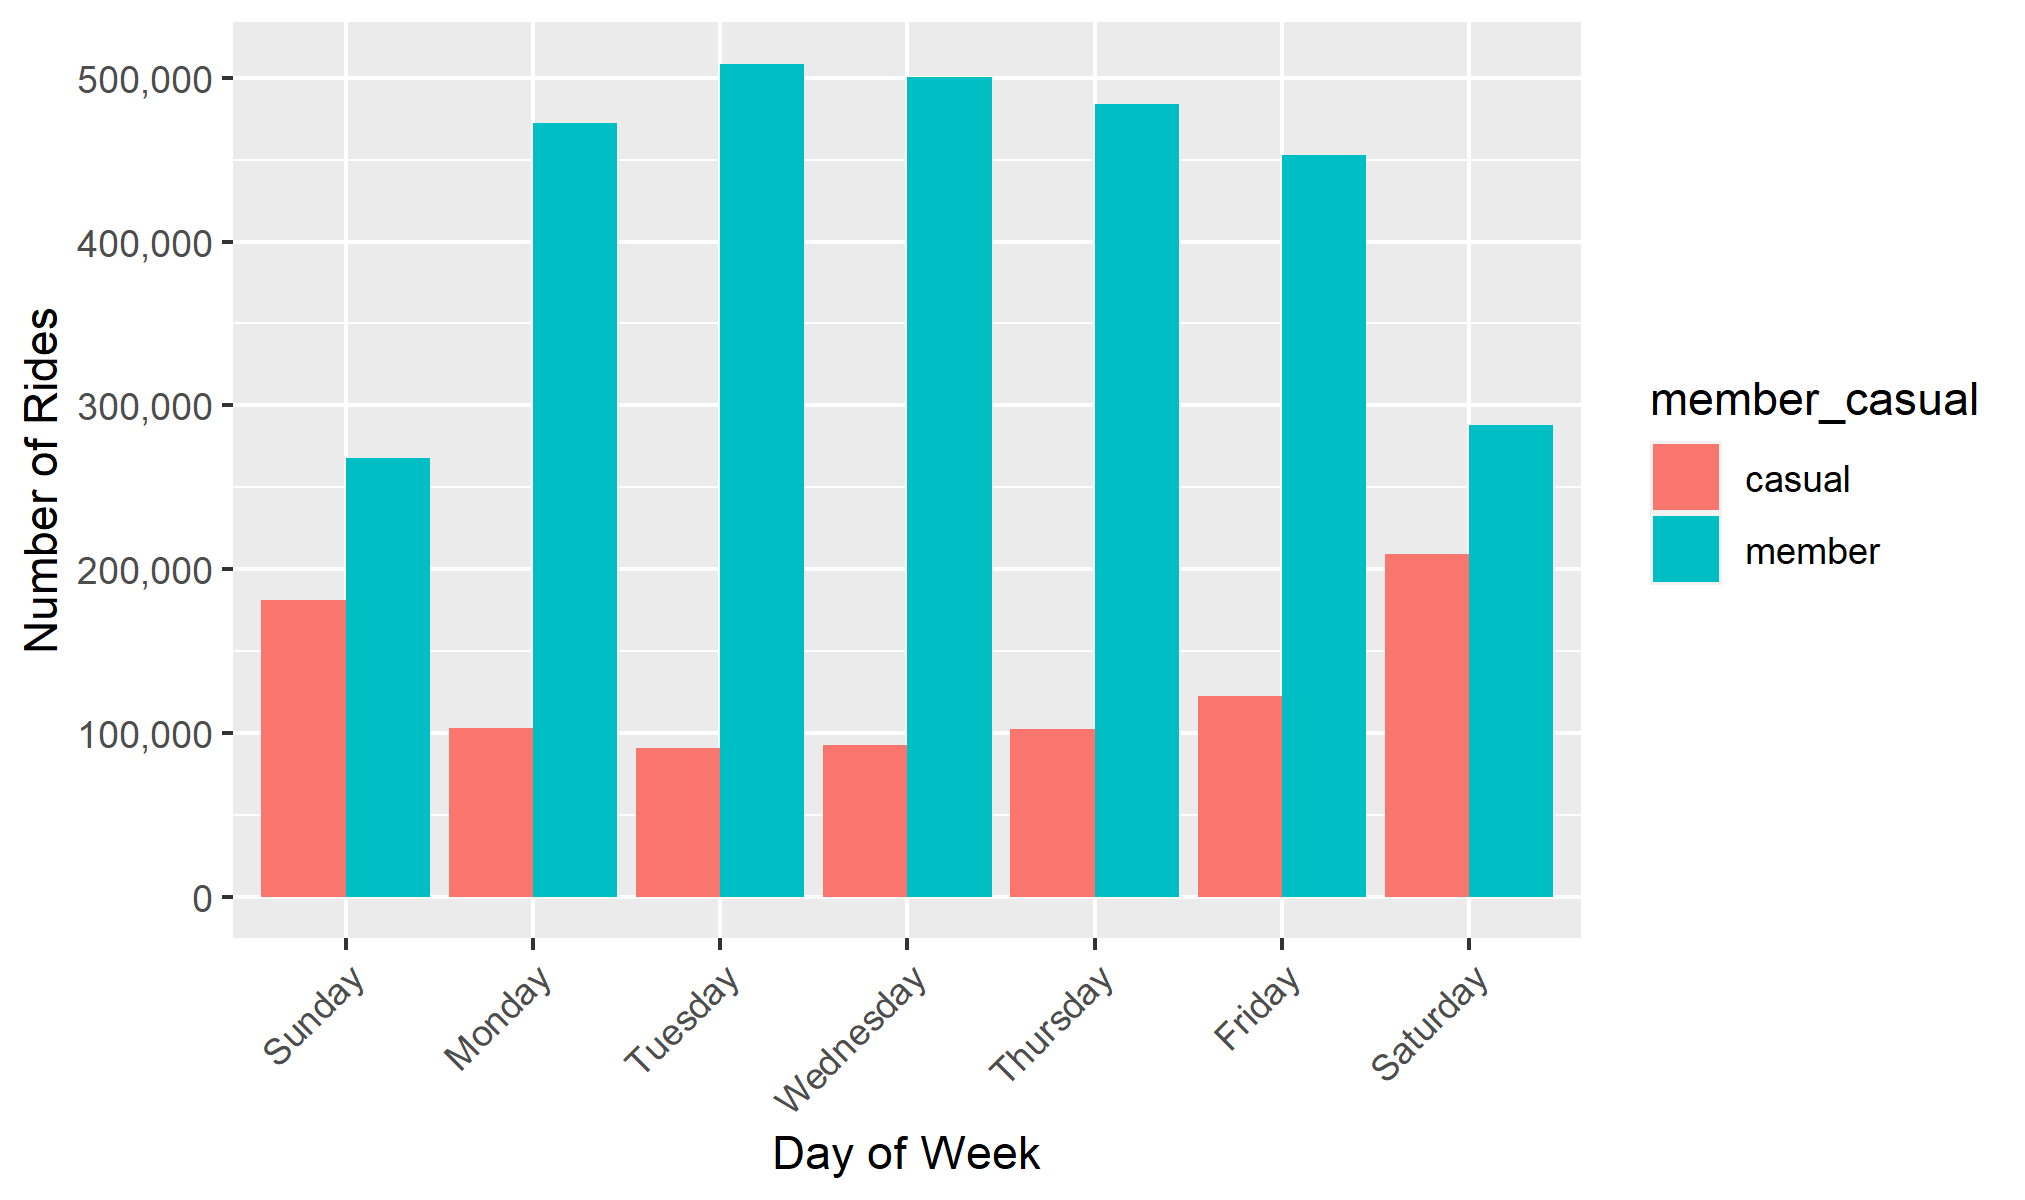 Number of Rides
500,000
400,000
300,000
200,000
100,000
0
Sunday
Monday
Tuesday
Wednesday
Thursday
Friday
Saturday
Day of Week
member_casual
casual
member